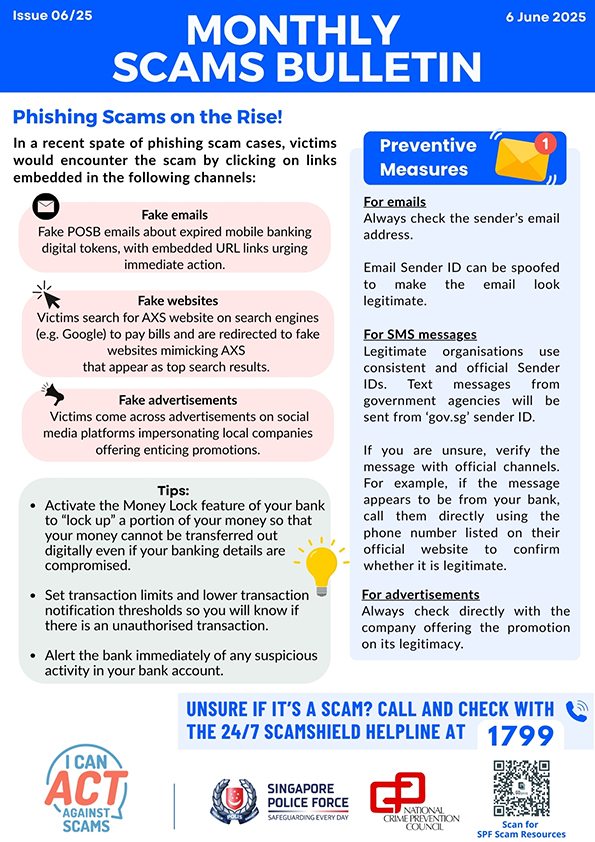 Issue 06/25
6 June 2025
MONTHLY
SCAMS BULLETIN
Phishing Scams on the Rise!
In a recent spate of phishing scam cases, victims
would encounter the scam by clicking on links
embedded in the following channels:
Fake emails
Fake POSB emails about expired mobile banking
digital tokens, with embedded URL links urging
immediate action.
Fake websites
Victims search for AXS website on search engines
(e.g. Google) to pay bills and are redirected to fake
websites mimicking AXS
that appear as top search results.
Fake advertisements
Victims come across advertisements on social
media platforms impersonating local companies
offering enticing promotions.
Tips:
• Activate the Money Lock feature of your bank
to “lock up” a portion of your money so that
your money cannot be transferred out
digitally even if your banking details are
compromised.
• Set transaction limits and lower transaction
notification thresholds so you will know if
there is an unauthorised transaction.
• Alert the bank immediately of any suspicious
activity in your bank account.
Preventive
Measures
1
For emails
Always check the sender’s email
address.
Email Sender ID can be spoofed
to make the email look
legitimate.
For SMS messages
Legitimate organisations use
consistent and official Sender
IDs. Text messages from
government agencies will be
sent from ‘gov.sg’ sender ID.
If you are unsure, verify the
message with official channels.
For example, if the message
appears to be from your bank,
call them directly using the
phone number listed on their
official website to confirm
whether it is legitimate.
For advertisements
Always check directly with the
company offering the promotion
on its legitimacy.
UNSURE IF IT’S A SCAM? CALL AND CHECK WITH
THE 24/7 SCAMSHIELD HELPLINE AT 1799
I CAN
ACT
AGAINST
SCAMS
POLIS
SINGAPORE
POLICE FORCE
SAFEGUARDING EVERY DAY
NATIONAL
CRIME PREVENTION
COUNCIL
Scan for
SPF Scam Resources